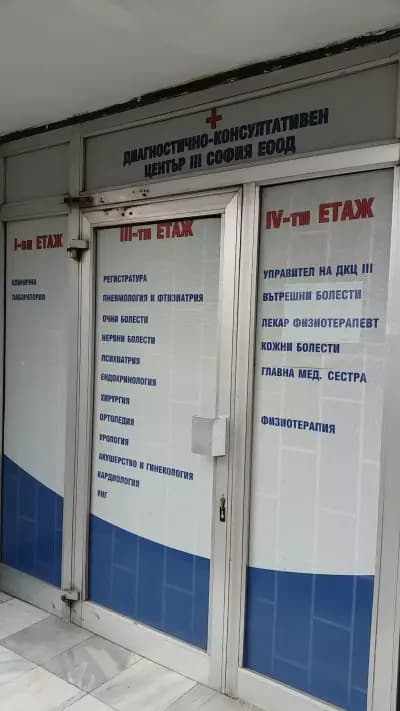 ДИАГНОСТИЧНО-КОНСУЛТАТИВЕН
ЦЕНТЪР III СОФИЯ ЕООД
I-ви ЕТАЖ
КЛИНИЧНА
ЛАБОРАТОРИЯ
III-ти ЕТАЖ
РЕГИСТРАТУРА
ПНЕВМОЛОГИЯ И ФТИЗИАТРИЯ
ОЧНИ БОЛЕСТИ
НЕРВНИ БОЛЕСТИ
ПСИХИАТРИЯ
ЕНДОКРИНОЛОГИЯ
ХИРУРГИЯ
ОРТОПЕДИЯ
УРОЛОГИЯ
АКУШЕРСТВО И ГИНЕКОЛОГИЯ
КАРДИОЛОГИЯ
УНГ
IV-ти ЕТАЖ
УПРАВИТЕЛ НА ДКЦ III
ВЪТРЕШНИ БОЛЕСТИ
ЛЕКАР ФИЗИОТЕРАПЕВТ
КОЖНИ БОЛЕСТИ
ГЛАВНА МЕД. СЕСТРА
ФИЗИОТЕРАПИЯ